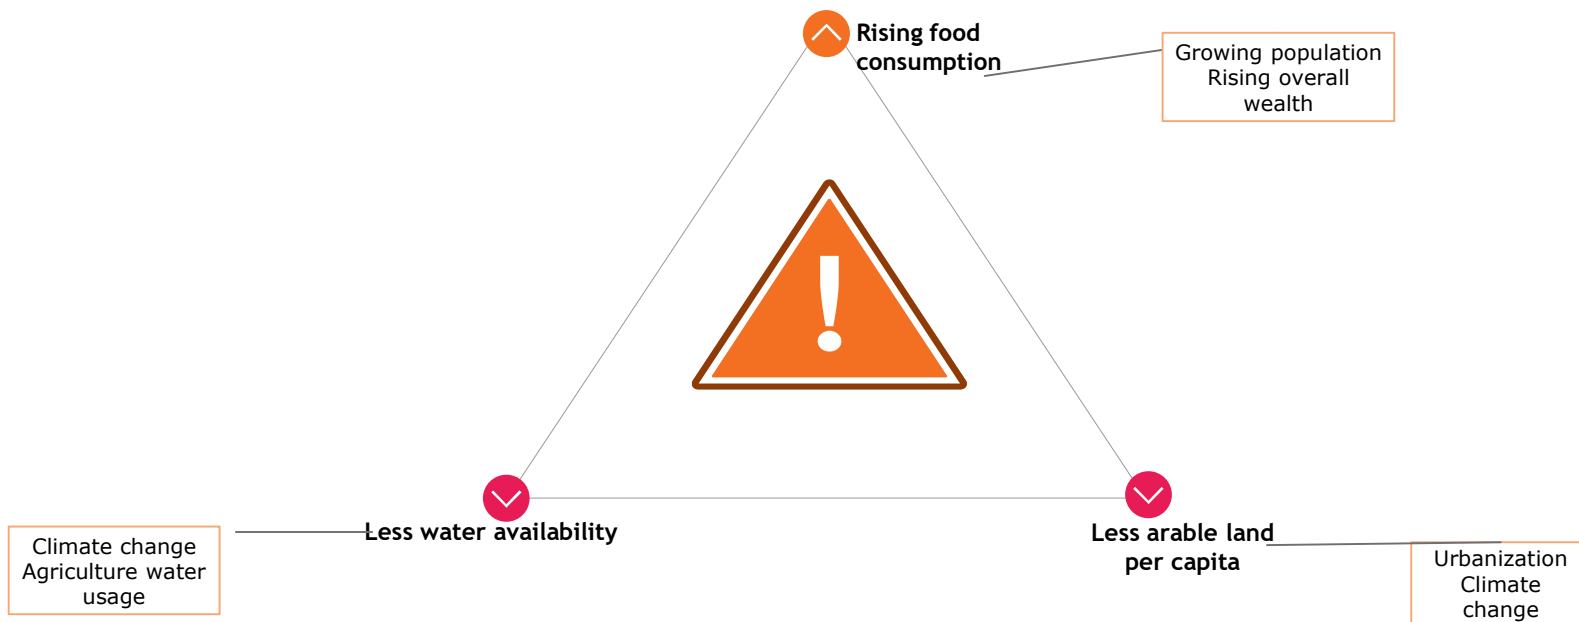 Rising food
consumption
Growing population
Rising overall
wealth
!
Less water availability
Climate change
Agriculture water
usage
Less arable land
per capita
Urbanization
Climate
change